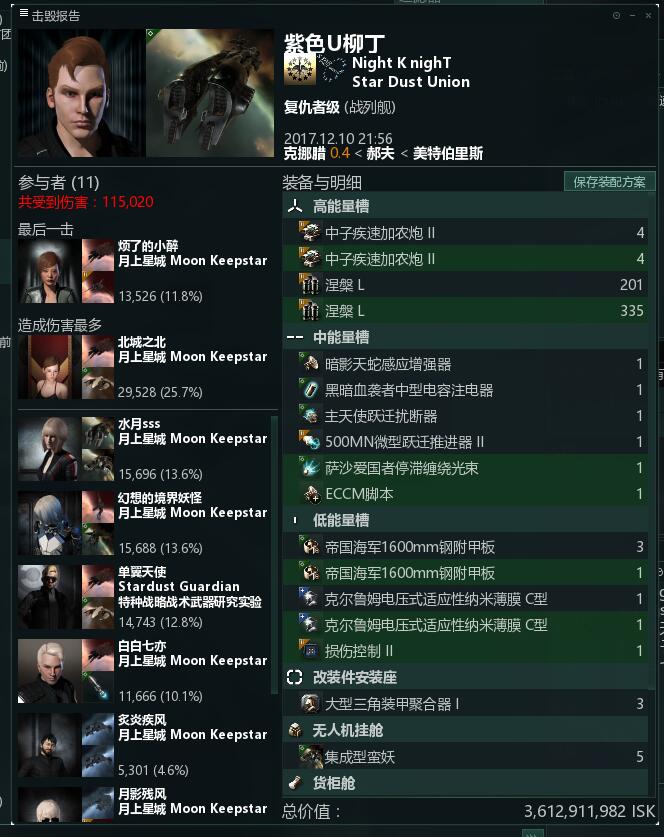 击毁报告
紫色U柳丁
Night K nighT
Star Dust Union
复仇者级 (战列舰)
2017.12.10 21:56
克挪腊 0.4 < 郝夫 < 美特伯里斯
参与者 (11)
共受到伤害：115,020
最后一击
烦了的小醉
月上星城 Moon Keepstar
13,526 (11.8%)
造成伤害最多
北城之北
月上星城 Moon Keepstar
29,528 (25.7%)
水月sss
月上星城 Moon Keepstar
15,696 (13.6%)
幻想的境界妖怪
月上星城 Moon Keepstar
15,688 (13.6%)
单翼天使
Stardust Guardian
特种战略战术武器研究实验
14,743 (12.8%)
白白七亦
月上星城 Moon Keepstar
11,666 (10.1%)
炙炎疾风
月上星城 Moon Keepstar
5,301 (4.6%)
月影残风
月上星城 Moon Keepstar
装备与明细
保存装配方案
高能量槽
中子疾速加农炮 II 4
中子疾速加农炮 II 4
涅槃 L 201
涅槃 L 335
中能量槽
暗影天蛇感应增强器 1
黑暗血袭者中型电容注电器 1
主天使跃迁扰断器 1
500MN微型跃迁推进器 II 1
萨沙爱国者停滞缠绕光束 1
ECCM脚本 1
低能量槽
帝国海军1600mm钢附甲板 3
帝国海军1600mm钢附甲板 1
克尔鲁姆电压式适应性纳米薄膜 C型 1
克尔鲁姆电压式适应性纳米薄膜 C型 1
损伤控制 II 1
改装件安装座
大型三角装甲聚合器 I 3
无人机挂舱
集成型蛮妖 5
货柜舱
总价值： 3,612,911,982 ISK